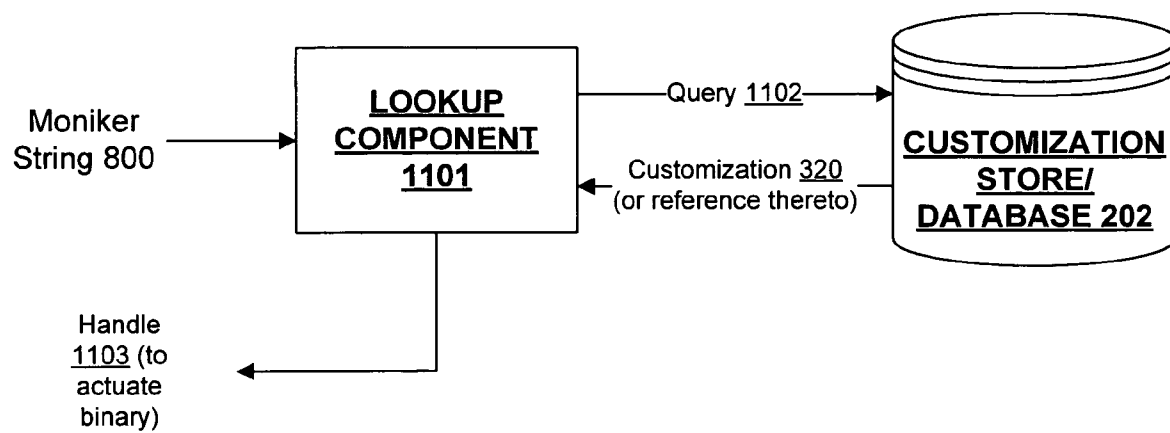 Moniker
String 800
LOOKUP
COMPONENT
1101
Query 1102
Customization 320
(or reference thereto)
CUSTOMIZATION
STORE/
DATABASE 202
Handle
1103 (to
actuate
binary)